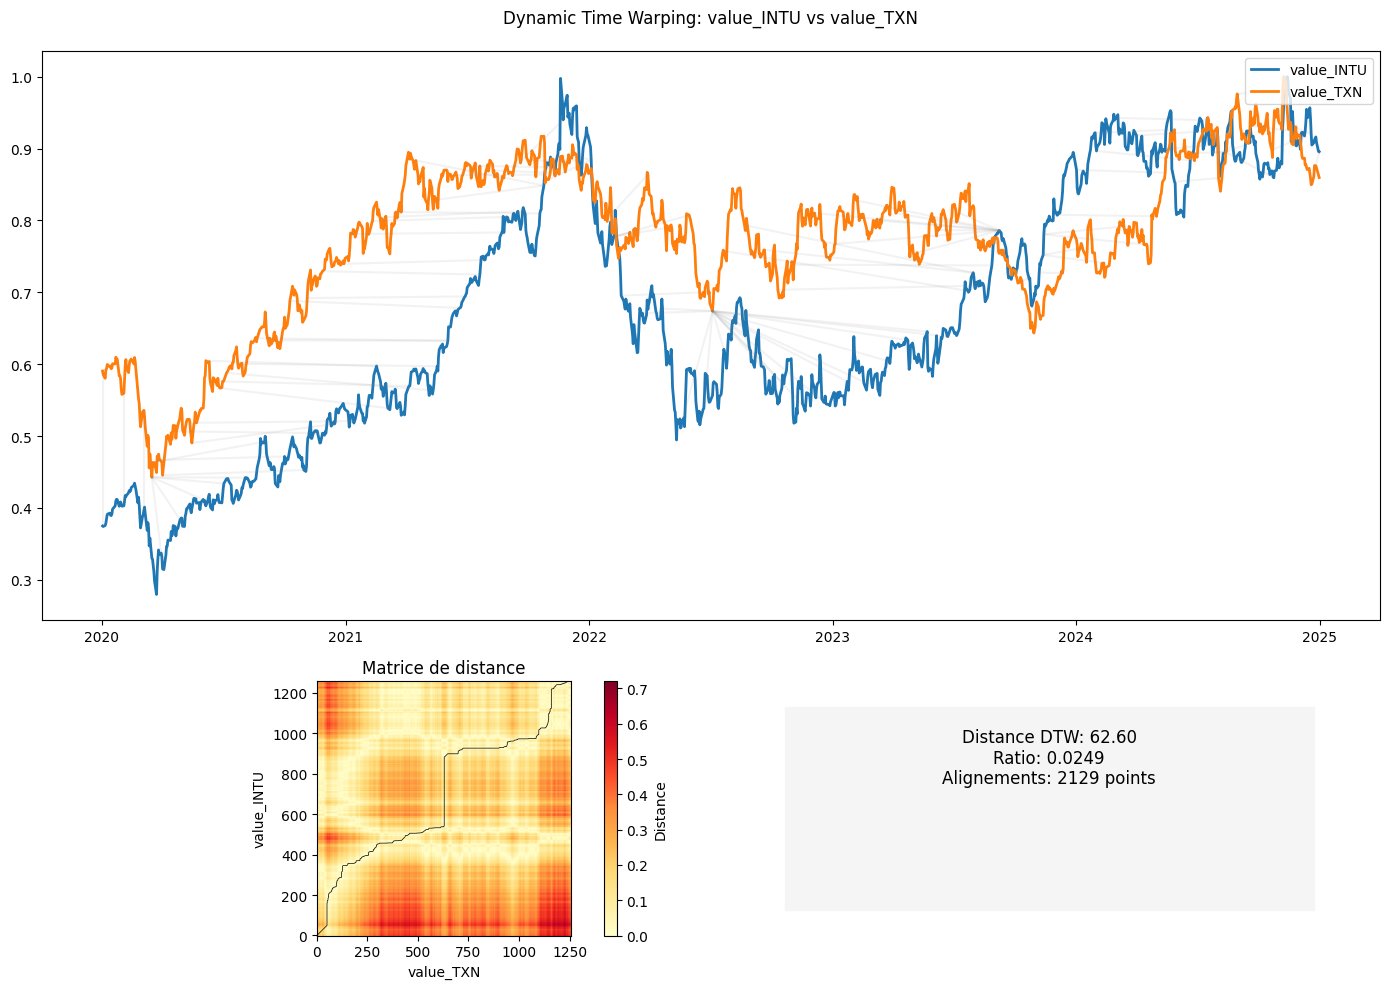 Dynamic Time Warping: value_INTU vs value_TXN
1.0
0.9
0.8
0.7
0.6
0.5
0.4
0.3
value_INTU
value_TXN
2020 2021 2022 2023 2024 2025
Matrice de distance
1200
1000
800
600
400
200
0
value_INTU
0 250 500 750 1000 1250
value_TXN
0.7
0.6
0.5
0.4
0.3
0.2
0.1
0.0
Distance
Distance DTW: 62.60
Ratio: 0.0249
Alignements: 2129 points